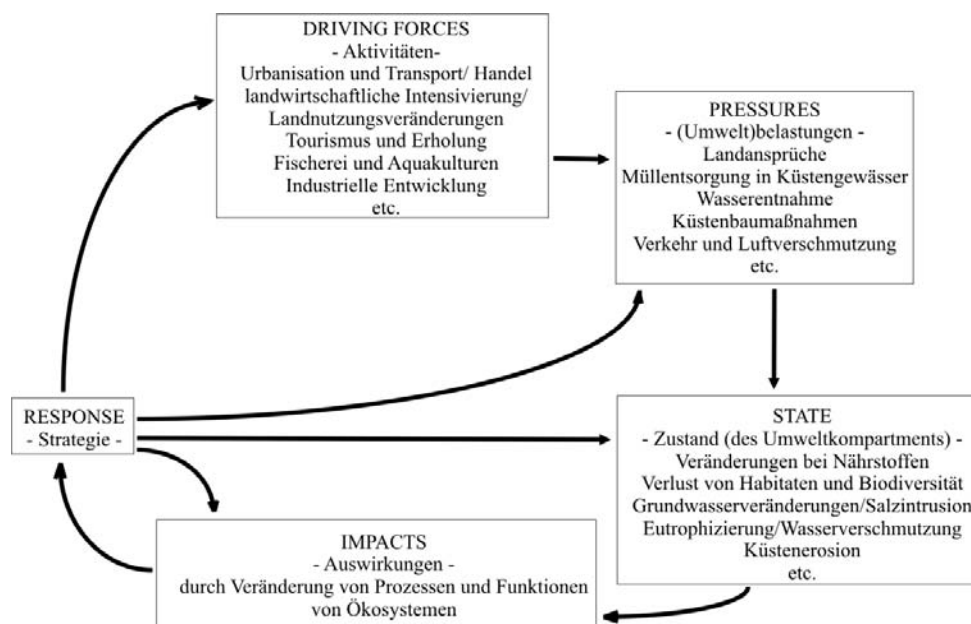 DRIVING FORCES
- Aktivitäten-
Urbanisation und Transport/ Handel
landwirtschaftliche Intensivierung/
Landnutzungsveränderungen
Tourismus und Erholung
Fischerei und Aquakulturen
Industrielle Entwicklung
etc.
PRESSURES
- (Umwelt)belastungen -
Landansprüche
Müllentsorgung in Küstengewässer
Wasserentnahme
Küstenbaumaßnahmen
Verkehr und Luftverschmutzung
etc.
RESPONSE
- Strategie -
STATE
- Zustand (des Umweltkompartments) -
Veränderungen bei Nährstoffen
Verlust von Habitaten und Biodiversität
Grundwasserveränderungen/Salzintrusion
Eutrophizierung/Wasserverschmutzung
Küstenerosion
etc.
IMPACTS
- Auswirkungen -
durch Veränderung von Prozessen und Funktionen
von Ökosystemen